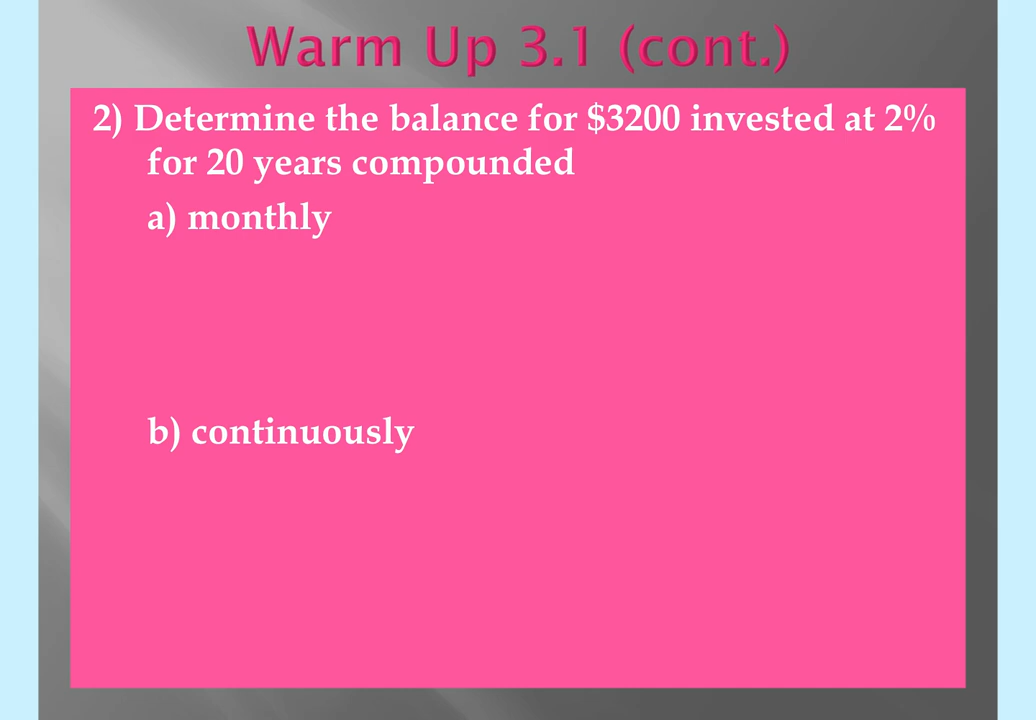 Warm Up 3.1 (cont.)
2) Determine the balance for $3200 invested at 2%
for 20 years compounded
a) monthly
b) continuously